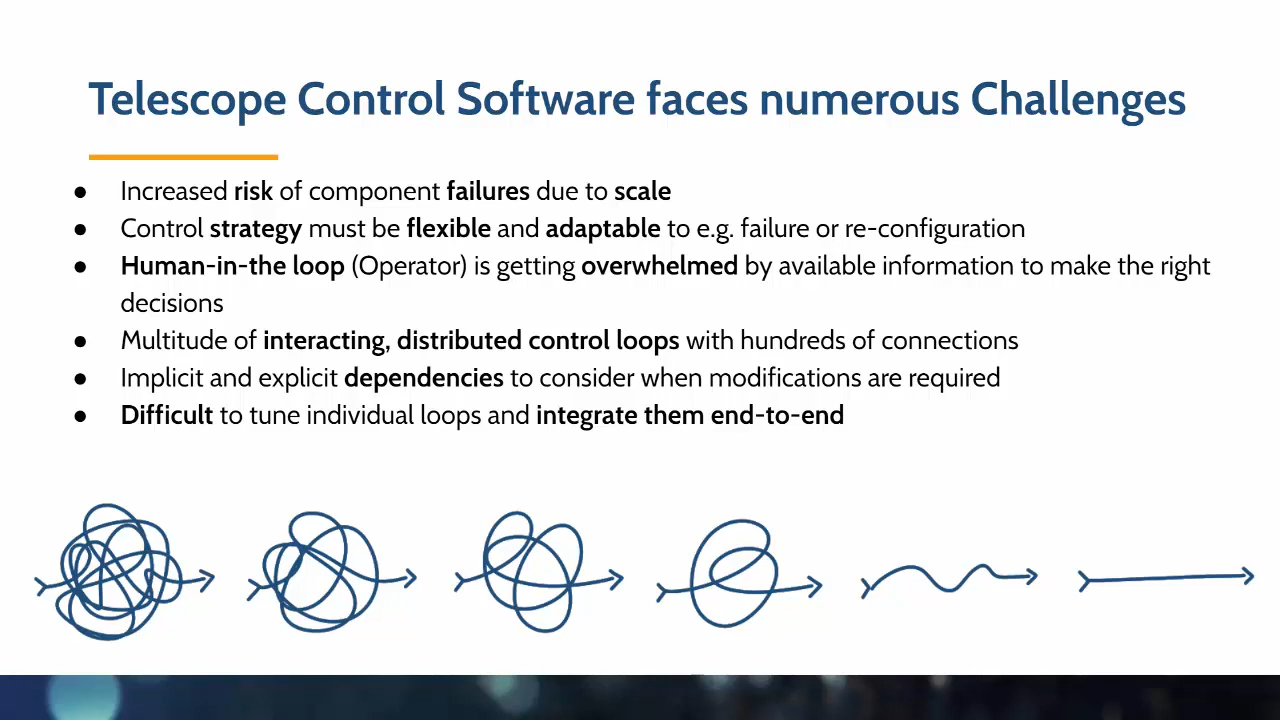 Telescope Control Software faces numerous Challenges
● Increased risk of component failures due to scale
● Control strategy must be flexible and adaptable to e.g. failure or re-configuration
● Human-in-the loop (Operator) is getting overwhelmed by available information to make the right
decisions
● Multitude of interacting, distributed control loops with hundreds of connections
● Implicit and explicit dependencies to consider when modifications are required
● Difficult to tune individual loops and integrate them end-to-end